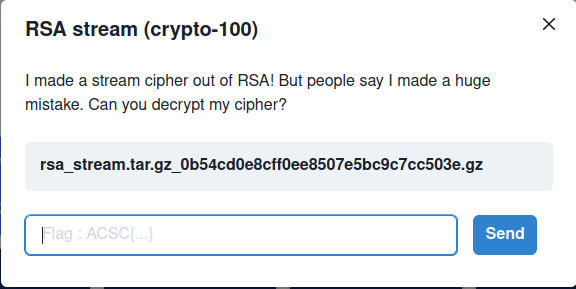 RSA stream (crypto-100)
I made a stream cipher out of RSA! But people say I made a huge
mistake. Can you decrypt my cipher?
rsa_stream.tar.gz_0b54cd0e8cff0ee8507e5bc9c7cc503e.gz
Flag : ACSC{...}
Send